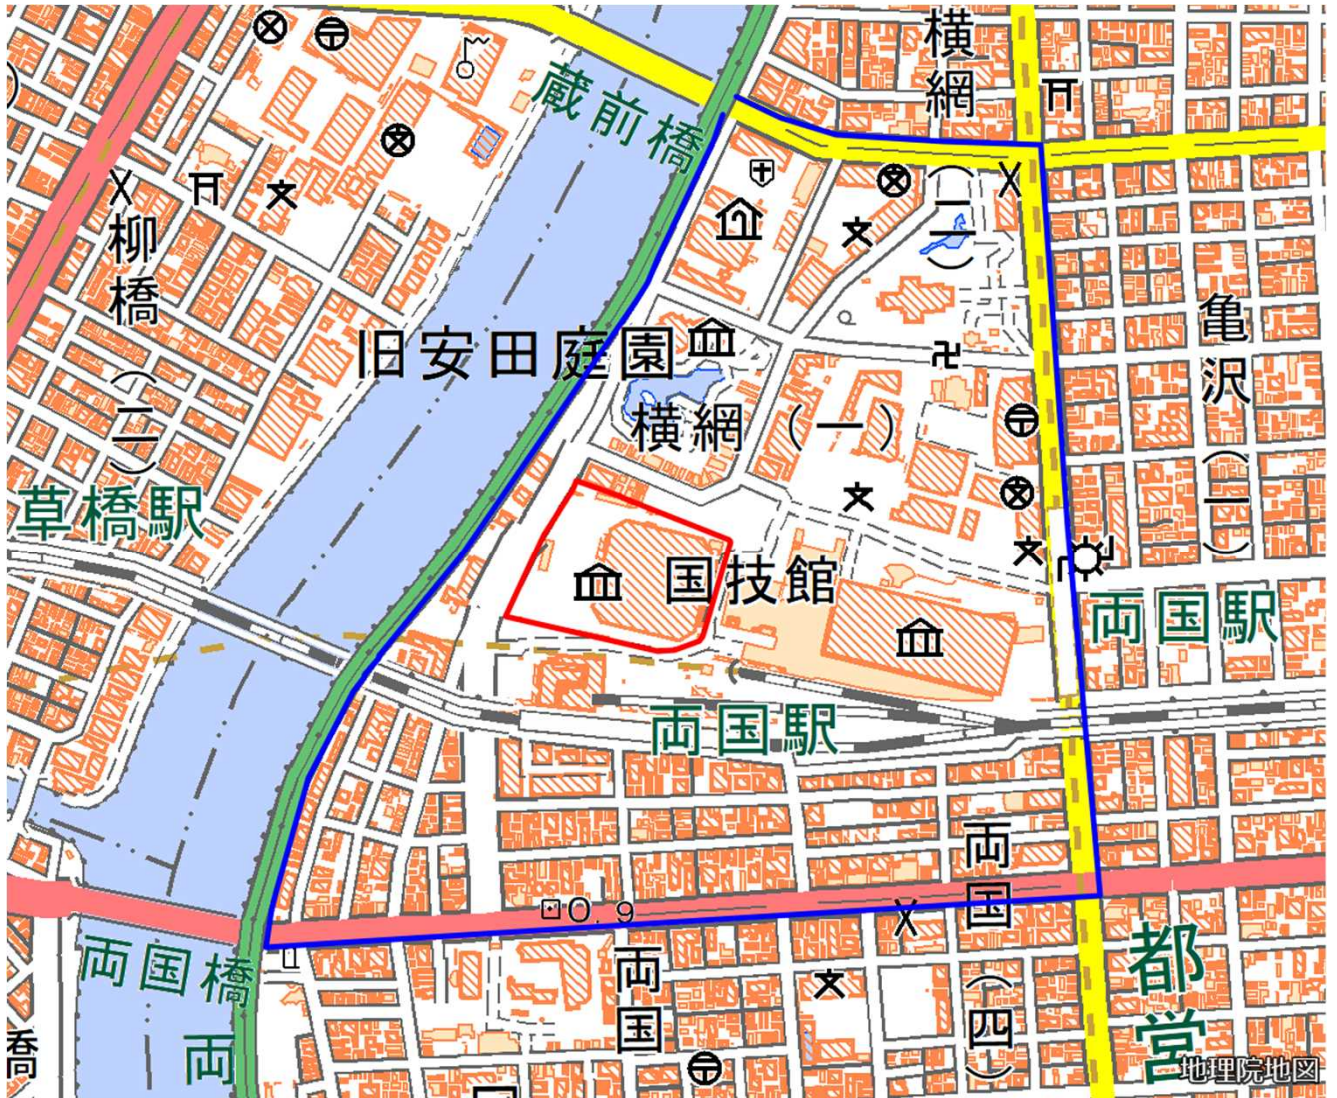 横網
蔵前橋
(二)
柳橋(二)
旧安田庭園
亀沢(一)
横網(一)
草橋駅
国技館
両国駅
両国駅
両国(四)
0.9
両国橋
両国
都営
両
橋
地理院地図